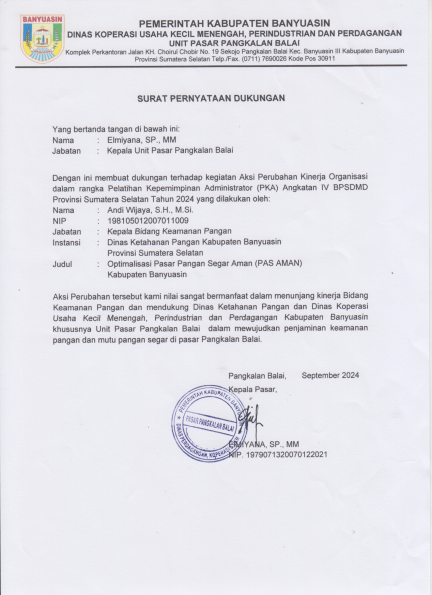 BANYUASIN
PEMERINTAH KABUPATEN BANYUASIN
DINAS KOPERASI USAHA KECIL MENENGAH, PERINDUSTRIAN DAN PERDAGANGAN
UNIT PASAR PANGKALAN BALAI
Komplek Perkantoran Jalan KH. Choirul Chobir No. 19 Sekojo Pangkalan Balai Kec. Banyuasin III Kabupaten Banyuasin
Provinsi Sumatera Selatan Telp./Fax. (0711) 7690026 Kode Pos 30911
SURAT PERNYATAAN DUKUNGAN
Yang bertanda tangan di bawah ini:
Nama : Elmiyana, SP., MM
Jabatan : Kepala Unit Pasar Pangkalan Balai
Dengan ini membuat dukungan terhadap kegiatan Aksi Perubahan Kinerja Organisasi
dalam rangka Pelatihan Kepemimpinan Administrator (PKA) Angkatan IV BPSDMD
Provinsi Sumatera Selatan Tahun 2024 yang dilakukan oleh:
Nama : Andi Wijaya, S.H., M.Si.
NIP : 198105012007011009
Jabatan : Kepala Bidang Keamanan Pangan
Instansi : Dinas Ketahanan Pangan Kabupaten Banyuasin
Provinsi Sumatera Selatan
Judul : Optimalisasi Pasar Pangan Segar Aman (PAS AMAN)
Kabupaten Banyuasin
Aksi Perubahan tersebut kami nilai sangat bermanfaat dalam menunjang kinerja Bidang
Keamanan Pangan dan mendukung Dinas Ketahanan Pangan dan Dinas Koperasi
Usaha Kecil Menengah, Perindustrian dan Perdagangan Kabupaten Banyuasin
khususnya Unit Pasar Pangkalan Balai dalam mewujudkan penjaminan keamanan
pangan dan mutu pangan segar di pasar Pangkalan Balai.
Pangkalan Balai, September 2024
Kepala Pasar,
PEMERINTAH KABUPATEN
PASAR PANGKALAN BALAI
DINAS PERDAGANGAN, KOPERASI
ELMIYANA, SP., MM
NIP. 1979071320070122021